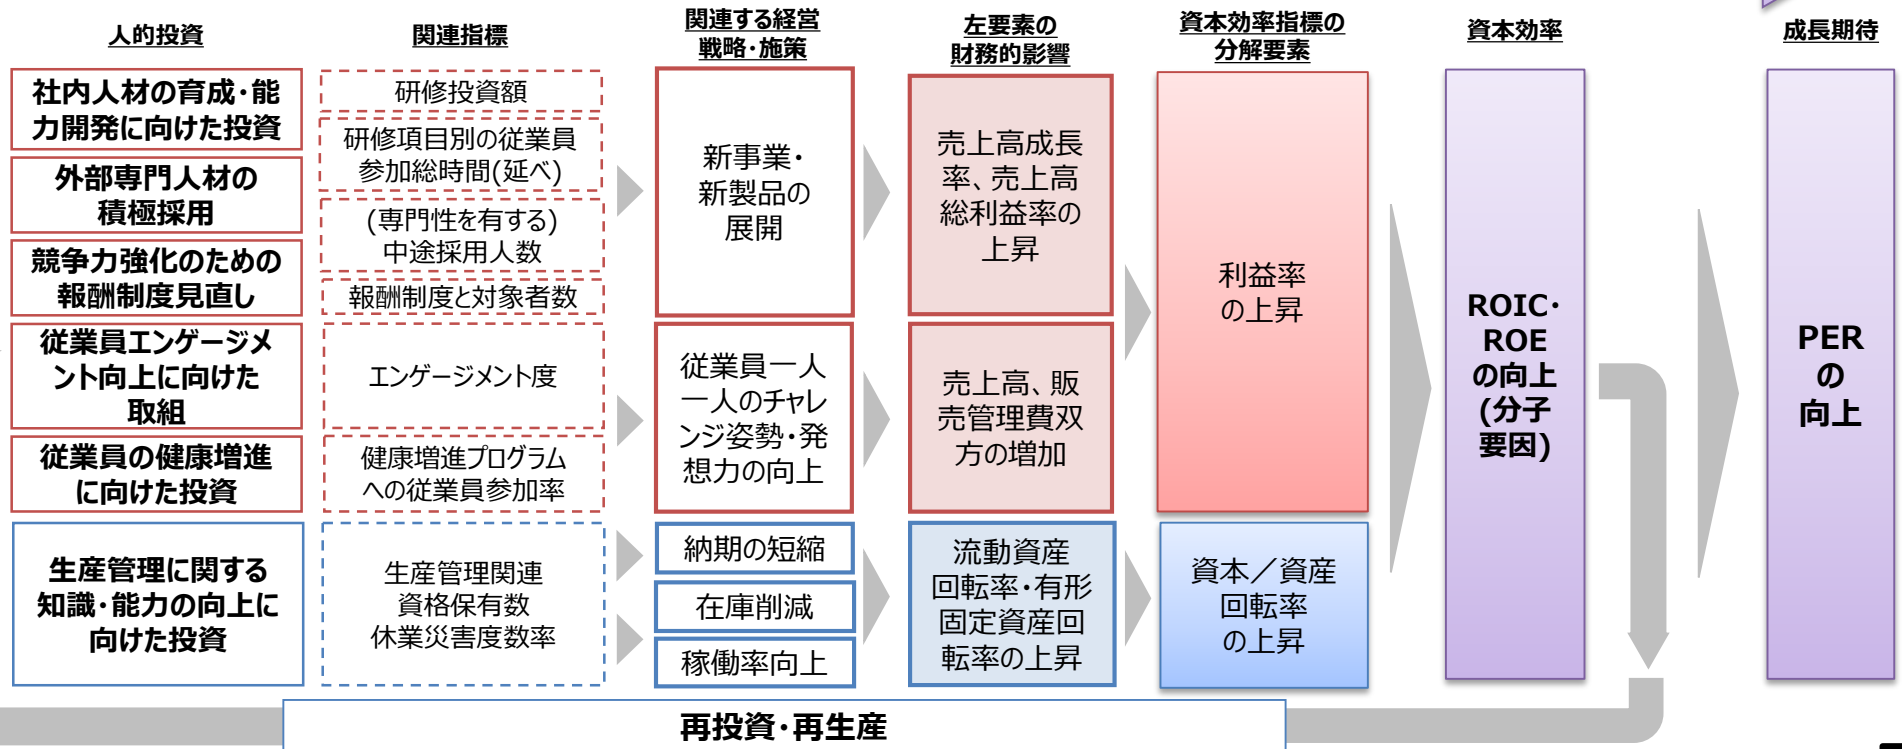 人的投資
関連指標
関連する経営
戦略・施策
左要素の
財務的影響
資本効率指標の
分解要素
資本効率
成長期待
社内人材の育成・能
力開発に向けた投資
外部専門人材の
積極採用
競争力強化のための
報酬制度見直し
従業員エンゲージメ
ント向上に向けた
取組
従業員の健康増進
に向けた投資
生産管理に関する
知識・能力の向上に
向けた投資
研修投資額
研修項目別の従業員
参加総時間(延べ)
(専門性を有する)
中途採用人数
報酬制度と対象者数
エンゲージメント度
健康増進プログラム
への従業員参加率
生産管理関連
資格保有数
休業災害度数率
新事業・
新製品の
展開
従業員一人
一人のチャレ
ンジ姿勢・発
想力の向上
納期の短縮
在庫削減
稼働率向上
売上高成長
率、売上高
総利益率の
上昇
売上高、販
売管理費双
方の増加
流動資産
回転率・有形
固定資産回
転率の上昇
利益率
の上昇
資本／資産
回転率
の上昇
ROIC・
ROE
の向上
(分子
要因)
PER
の
向上
再投資・再生産